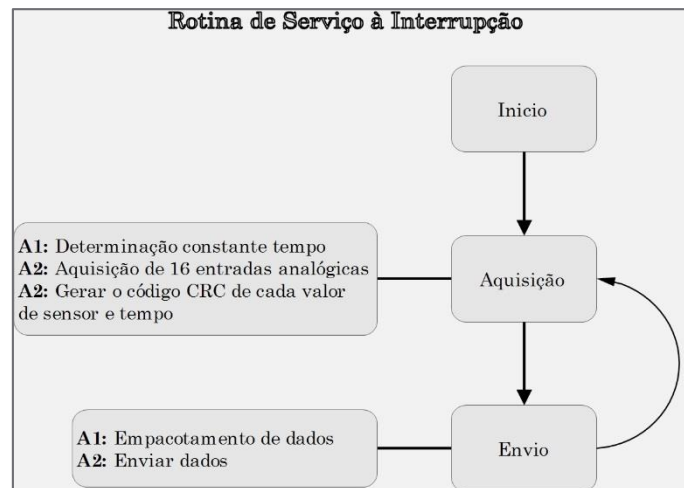 Rotina de Serviço à Interrupção
Inicio
A1: Determinação constante tempo
A2: Aquisição de 16 entradas analógicas
A2: Gerar o código CRC de cada valor
de sensor e tempo
Aquisição
A1: Empacotamento de dados
A2: Enviar dados
Envio